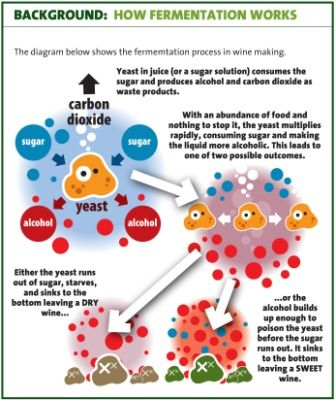 BACKGROUND: HOW FERMENTATION WORKS
The diagram below shows the fermemtation process in wine making.
Yeast in juice (or a sugar solution) consumes the
sugar and produces alcohol and carbon dioxide as
waste products.
carbon
dioxide
With an abundance of food and
nothing to stop it, the yeast multiplies
rapidly, consuming sugar and making
the liquid more alcoholic. This leads to
one of two possible outcomes.
sugar
sugar
yeast
alcohol
alcohol
Either the yeast runs
out of sugar, starves,
and sinks to the
bottom leaving a DRY
wine...
...or the
alcohol builds
up enough to
poison the yeast
before the sugar
runs out. It sinks
to the bottom
leaving a SWEET
wine.